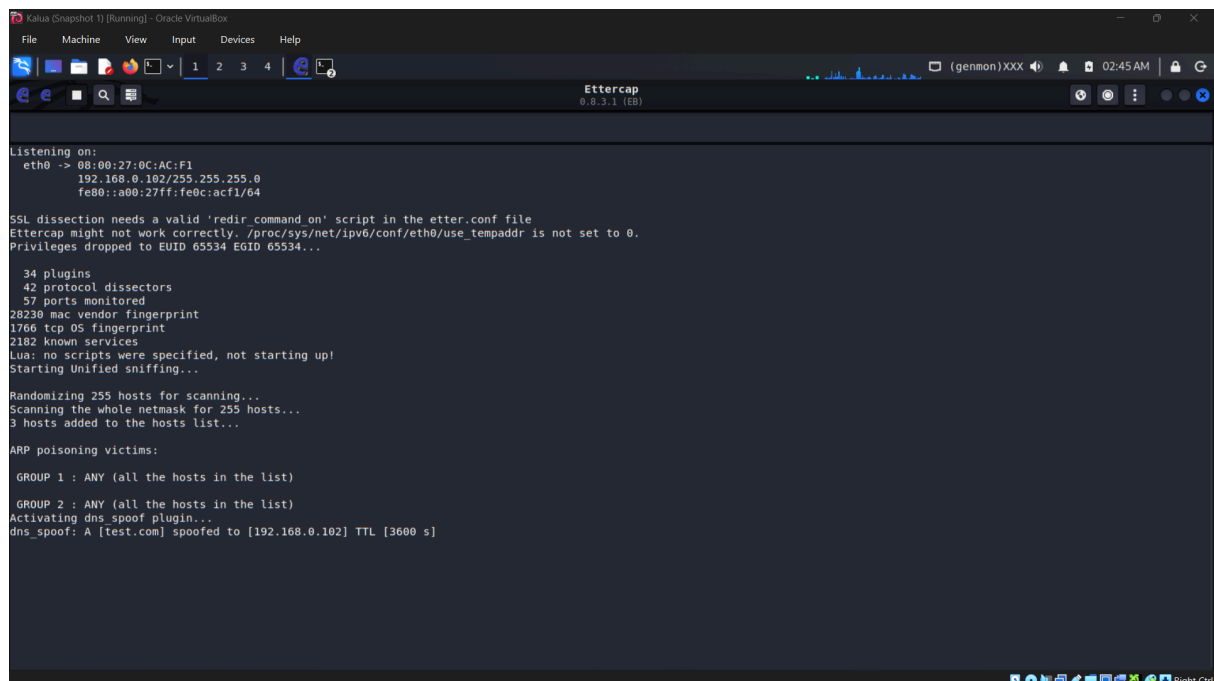 Kalua (Snapshot 1) [Running] - Oracle VirtualBox
File Machine View Input Devices Help
1 2 3 4 2 (genmon)XXX 02:45 AM
Ettercap
0.8.3.1 (EB)
Listening on:
eth0 -> 08:00:27:0C:AC:F1
192.168.0.102/255.255.255.0
fe80::a00:27ff:fe0c:acf1/64
SSL dissection needs a valid 'redir_command_on' script in the etter.conf file
Ettercap might not work correctly. /proc/sys/net/ipv6/conf/eth0/use_tempaddr is not set to 0.
Privileges dropped to EUID 65534 EGID 65534...
34 plugins
42 protocol dissectors
57 ports monitored
28230 mac vendor fingerprint
1766 tcp OS fingerprint
2182 known services
Lua: no scripts were specified, not starting up!
Starting Unified sniffing...
Randomizing 255 hosts for scanning...
Scanning the whole netmask for 255 hosts...
3 hosts added to the hosts list...
ARP poisoning victims:
GROUP 1 : ANY (all the hosts in the list)
GROUP 2 : ANY (all the hosts in the list)
Activating dns_spoof plugin...
dns_spoof: A [test.com] spoofed to [192.168.0.102] TTL [3600 s]
Right Ctrl